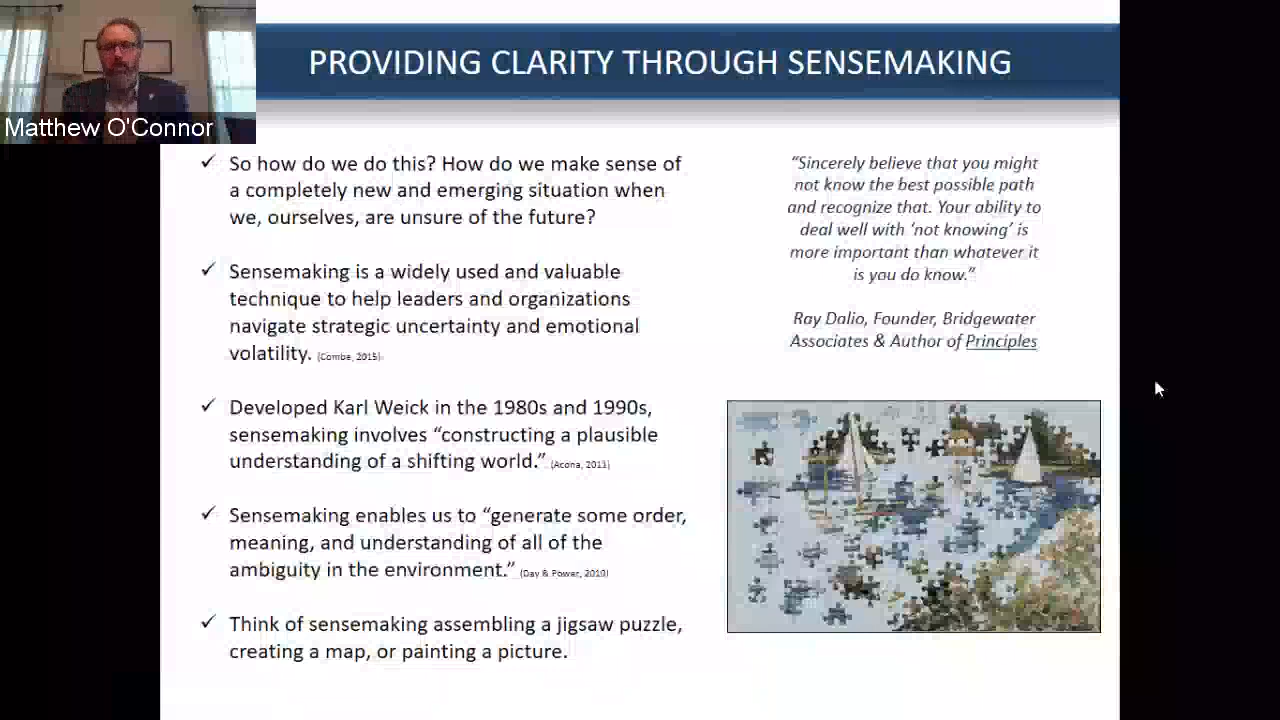 PROVIDING CLARITY THROUGH SENSEMAKING
Matthew O'Connor
So how do we do this? How do we make sense of
a completely new and emerging situation when
we, ourselves, are unsure of the future?
Sensemaking is a widely used and valuable
technique to help leaders and organizations
navigate strategic uncertainty and emotional
volatility. (Combe, 2015)
Developed Karl Weick in the 1980s and 1990s,
sensemaking involves “constructing a plausible
understanding of a shifting world.” (Acona, 2011)
Sensemaking enables us to “generate some order,
meaning, and understanding of all of the
ambiguity in the environment.” (Day & Power, 2010)
Think of sensemaking assembling a jigsaw puzzle,
creating a map, or painting a picture.
“Sincerely believe that you might
not know the best possible path
and recognize that. Your ability to
deal well with ‘not knowing’ is
more important than whatever it
is you do know.”
Ray Dalio, Founder, Bridgewater
Associates & Author of Principles